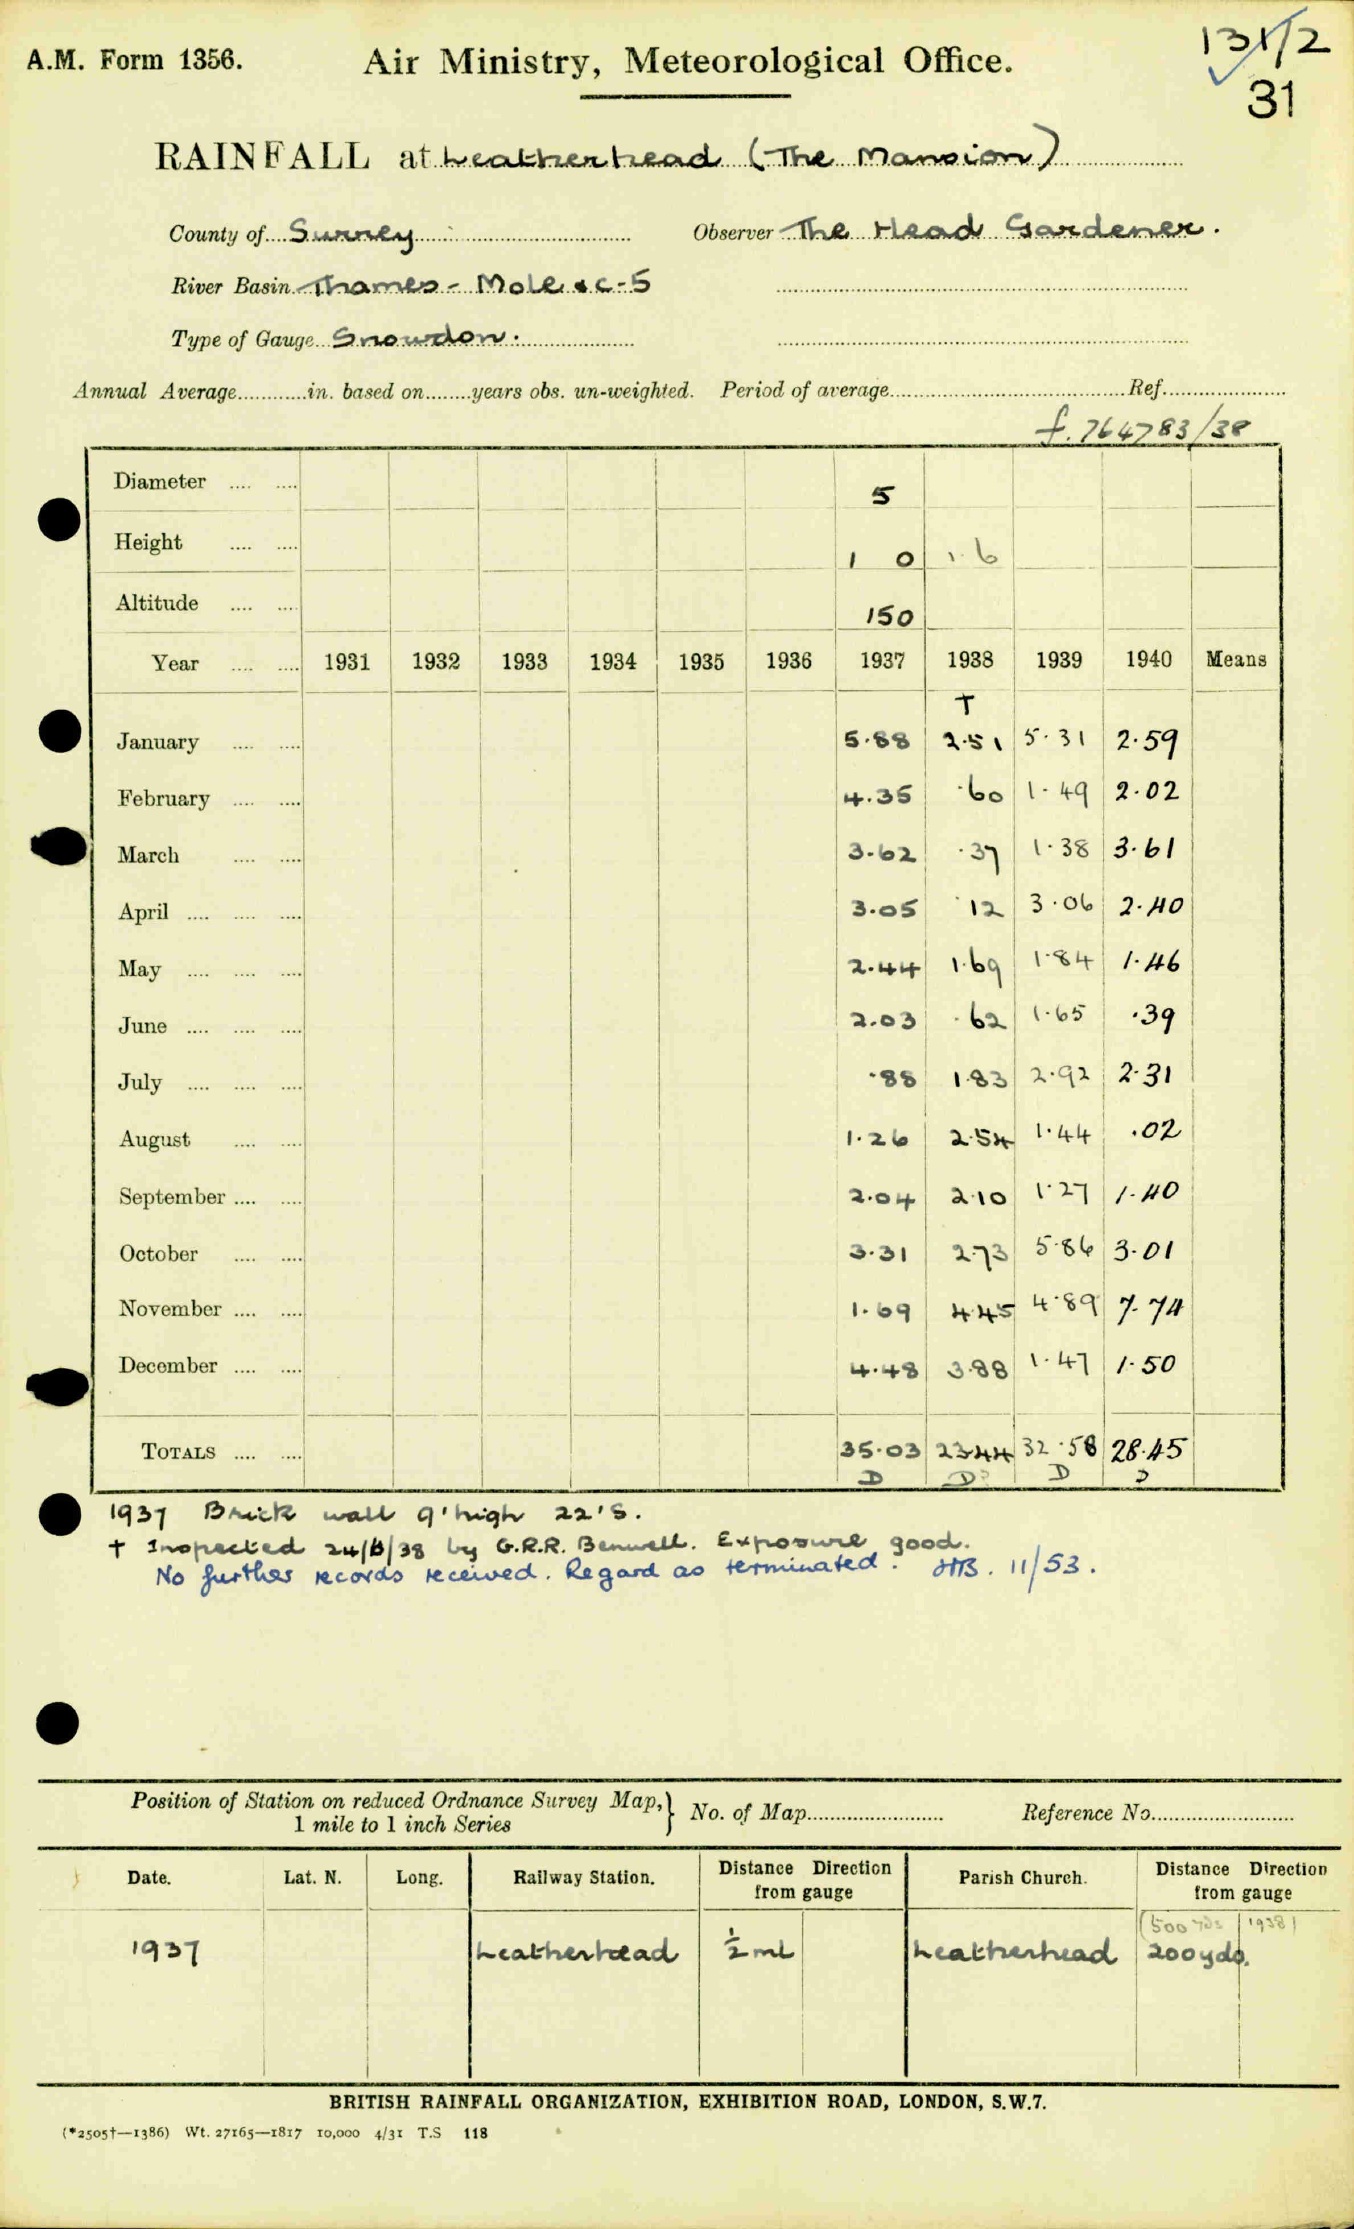 131/2
A.M. Form 1356.
Air Ministry, Meteorological Office.
31
RAINFALL at Leatherhead (The Mansion)
County of Surrey Observer The Head Gardener.
River Basin Thames - Mole &c-5
Type of Gauge Snowdon.
Annual Average in. based on years obs. un-weighted. Period of average Ref.
f. 764783/38
Diameter 5
Height 1 0 1.6
Altitude 150
Year 1931 1932 1933 1934 1935 1936 1937 1938 1939 1940 Means
†
January 5.88 2.51 5.31 2.59
February 4.35 .60 1.49 2.02
March 3.62 .37 1.38 3.61
April 3.05 .12 3.06 2.40
May 2.44 1.69 1.84 1.46
June 2.03 .62 1.65 .39
July .88 1.83 2.92 2.31
August 1.26 2.54 1.44 .02
September 2.04 2.10 1.27 1.40
October 3.31 2.73 5.86 3.01
November 1.69 4.45 4.89 7.74
December 4.48 3.88 1.47 1.50
TOTALS 35.03 23.44 32.58 28.45
D D? D D
1937 Brick wall 9' high 22' S.
† Inspected 24/6/38 by G.R.R. Benwell. Exposure good.
No further records received. Regard as terminated. 11/53.
Position of Station on reduced Ordnance Survey Map,} No. of Map Reference No.
1 mile to 1 inch Series
Date. Lat. N. Long. Railway Station. Distance Direction from gauge Parish Church. Distance Direction from gauge
(500 yds 1938)
1937 Leatherhead ½ ml Leatherhead 200 yds.
BRITISH RAINFALL ORGANIZATION, EXHIBITION ROAD, LONDON, S.W.7.
(*2505†—1386) Wt. 27165—1817 10,000 4/31 T.S 118